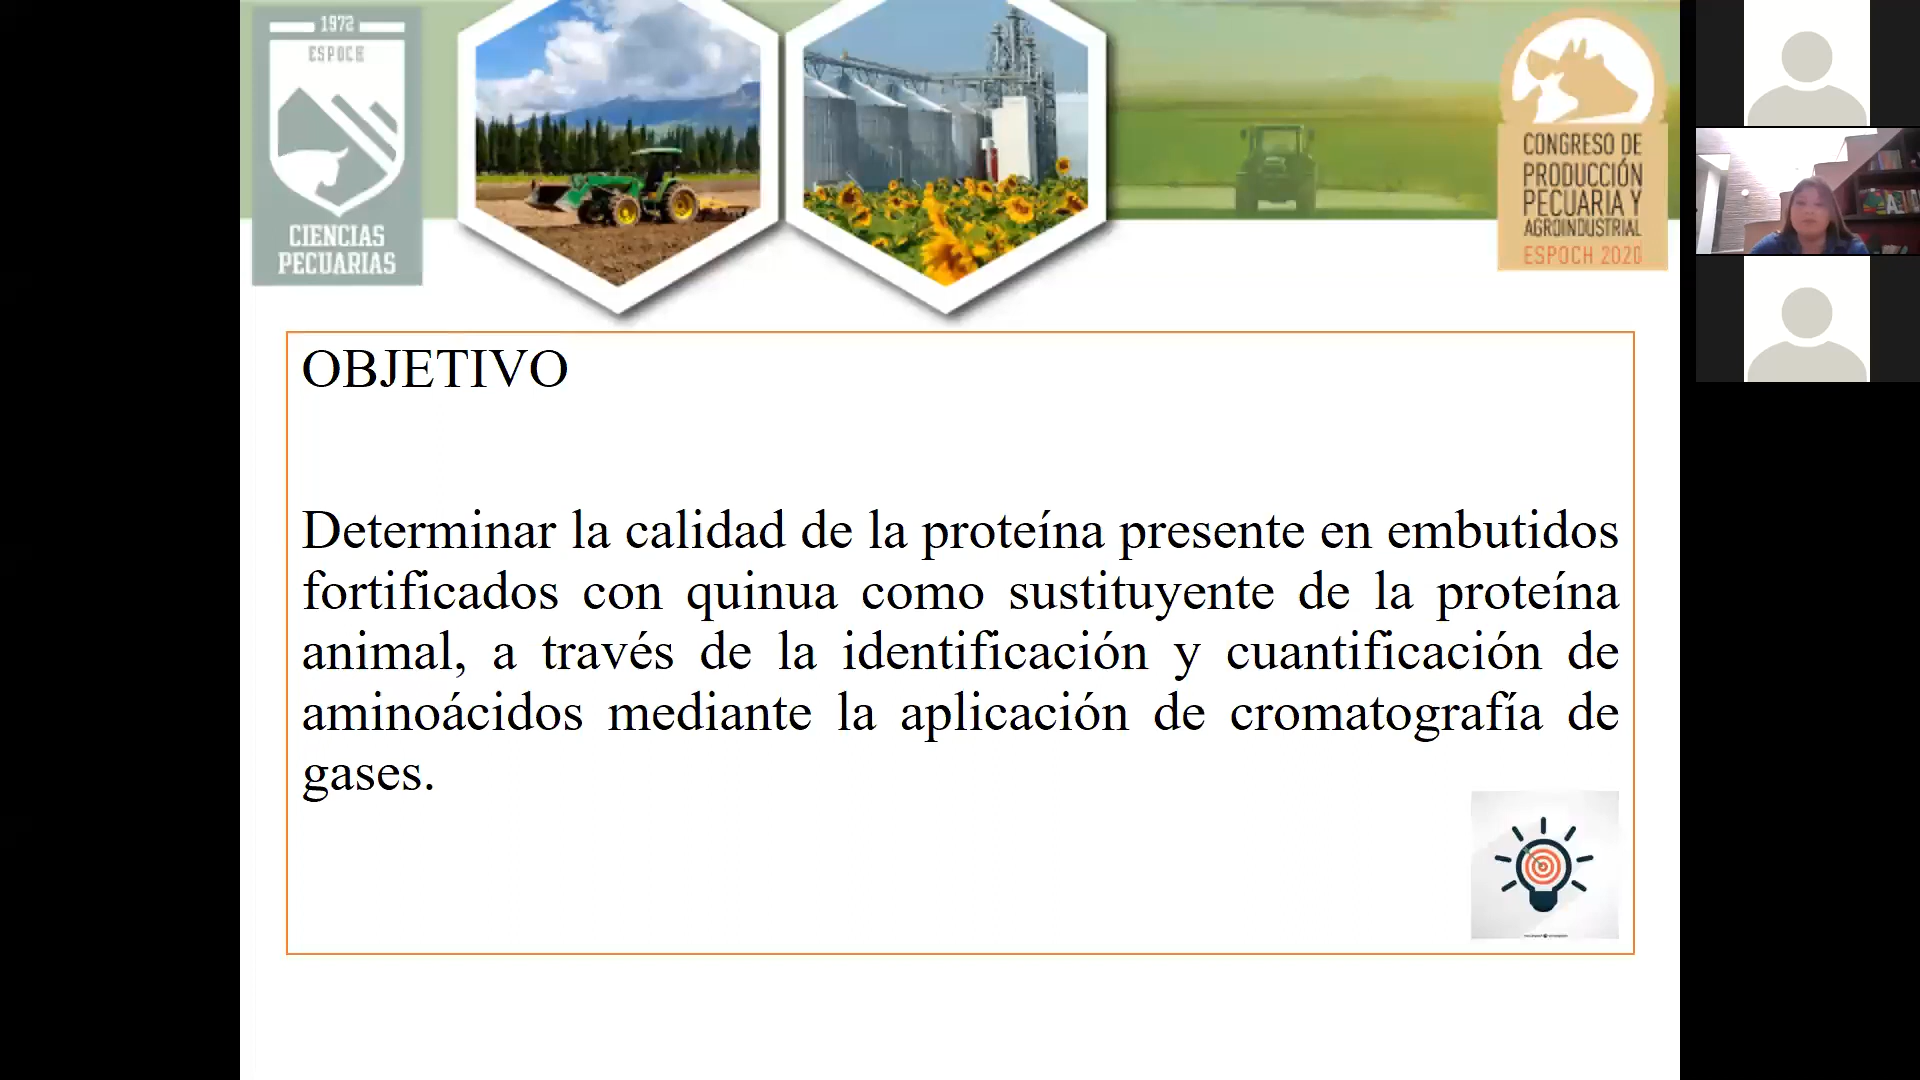 1972
ESPOCH
CIENCIAS
PECUARIAS
CONGRESO DE
PRODUCCIÓN
PECUARIA Y
AGROINDUSTRIAL
ESPOCH 2020
OBJETIVO
Determinar la calidad de la proteína presente en embutidos
fortificados con quinua como sustituyente de la proteína
animal, a través de la identificación y cuantificación de
aminoácidos mediante la aplicación de cromatografía de
gases.